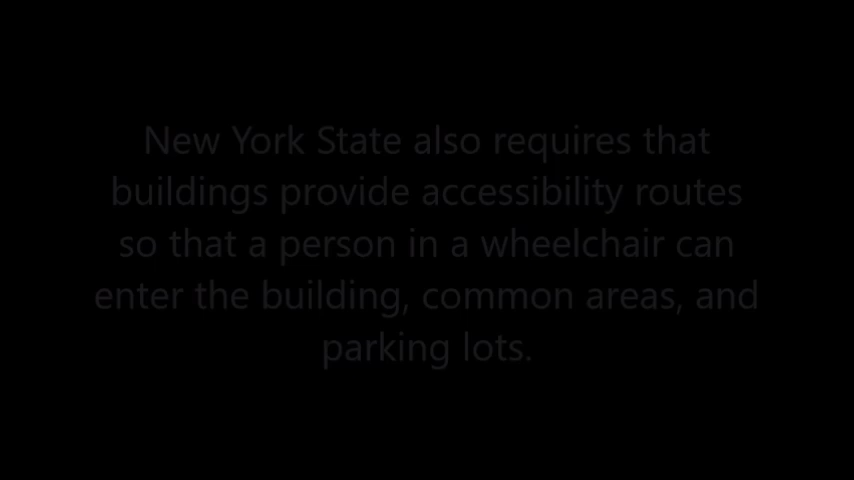 New York State also requires that
buildings provide accessibility routes
so that a person in a wheelchair can
enter the building, common areas, and
parking lots.